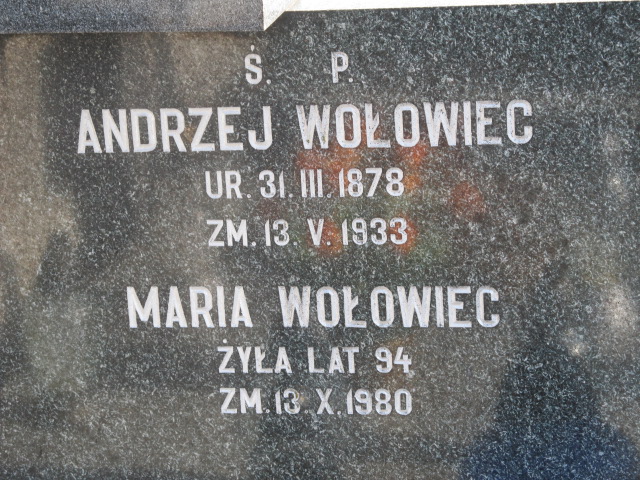 Ś. P.
ANDRZEJ WOŁOWIEC
UR. 31. III. 1878
ZM. 13. V. 1933
MARIA WOŁOWIEC
ŻYŁA LAT 94
ZM. 13. X. 1980